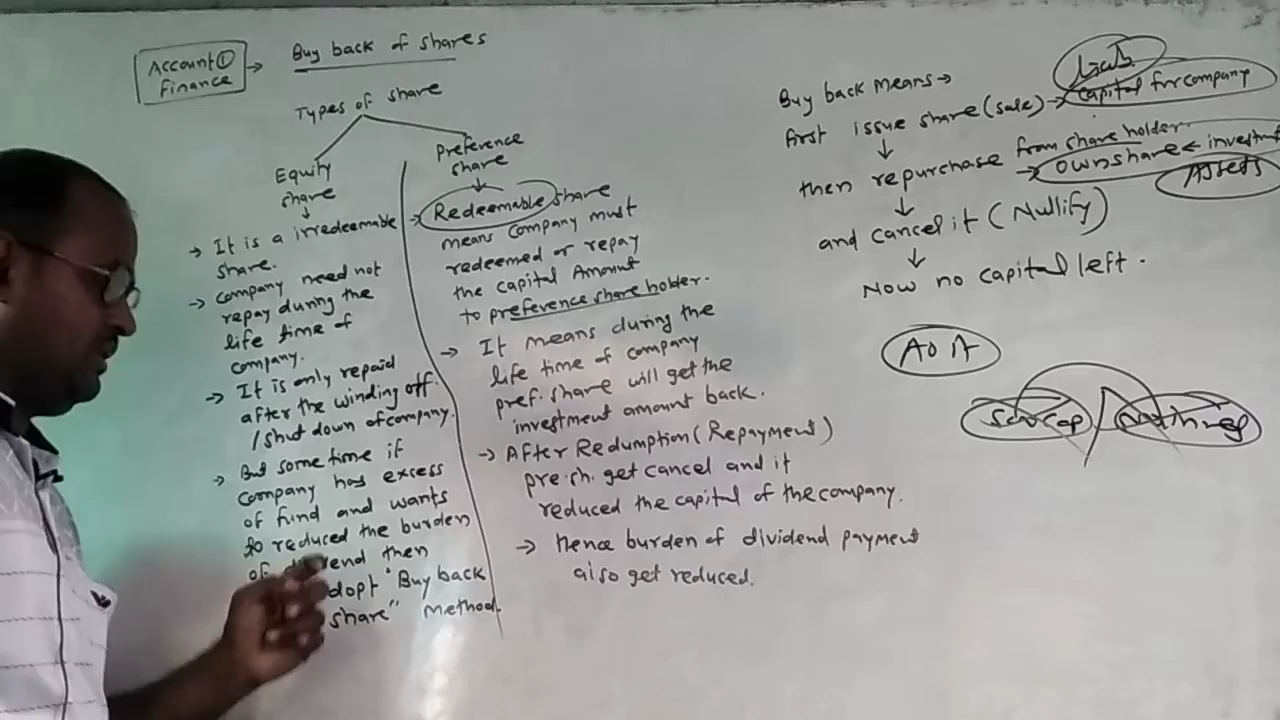 Account ①
Finance
→ Buy back of shares
Types of share
Equity
share
→ It is a irredeemable
share.
→ Company need not
repay during the
life time of
company.
→ It is only repaid
after the winding off
/ shut down of company.
→ But some time if
Company has excess
of fund and wants
to reduced the burden
of then
"Buy back
share" method.
Preference
share
→ Redeemable share
means Company must
redeemed or repay
the capital Amount
to preference share holder.
→ It means during the
life time of company
pref. share will get the
investment amount back.
→ After Redumption (Repayment)
pre.sh. get cancel and it
reduced the capital of the company.
→ Hence burden of dividend payment
also get reduced.
Buy back means →
first issue share (sale) → capital for company
↓
then repurchase from share holder
→ own share ←
Assets
↓
and cancel it (Nullify)
↓
Now no capital left.
AOA